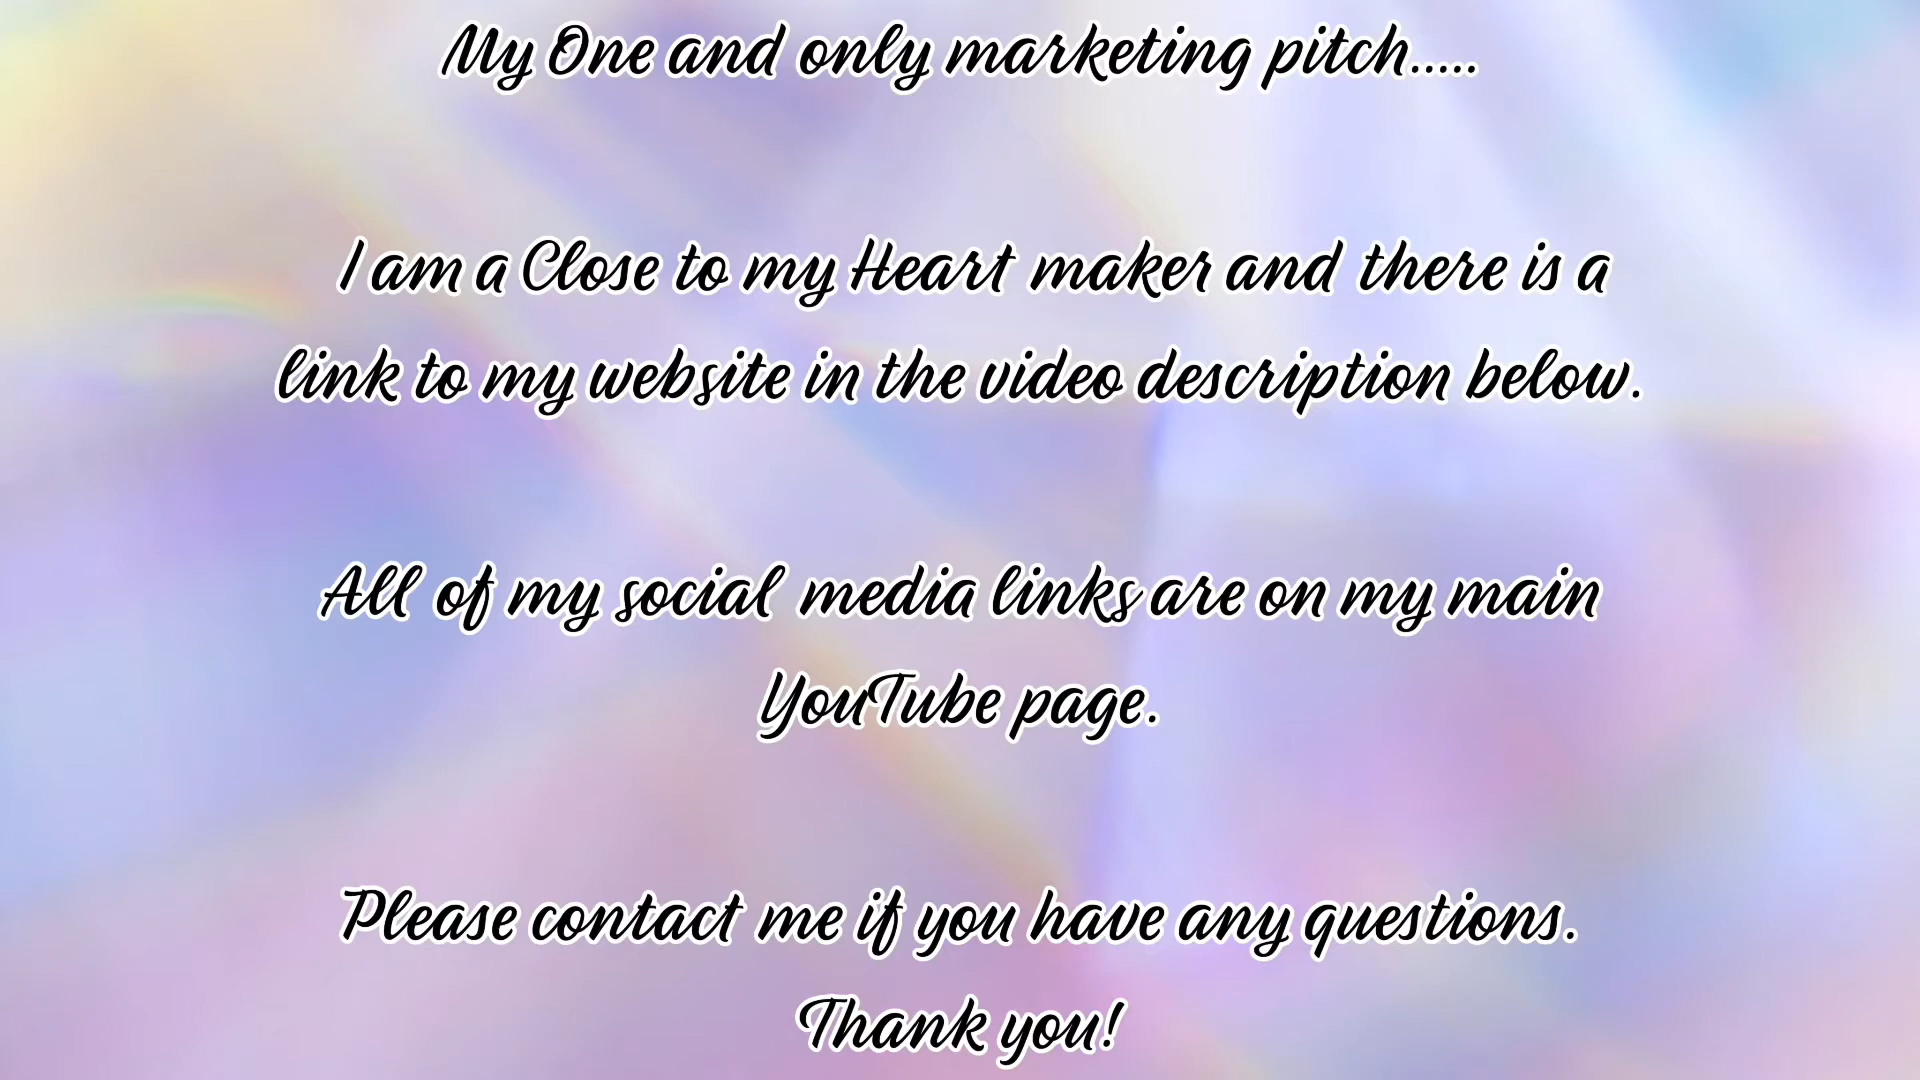 My One and only marketing pitch.....
I am a Close to my Heart maker and there is a
link to my website in the video description below.
All of my social media links are on my main
YouTube page.
Please contact me if you have any questions.
Thank you!